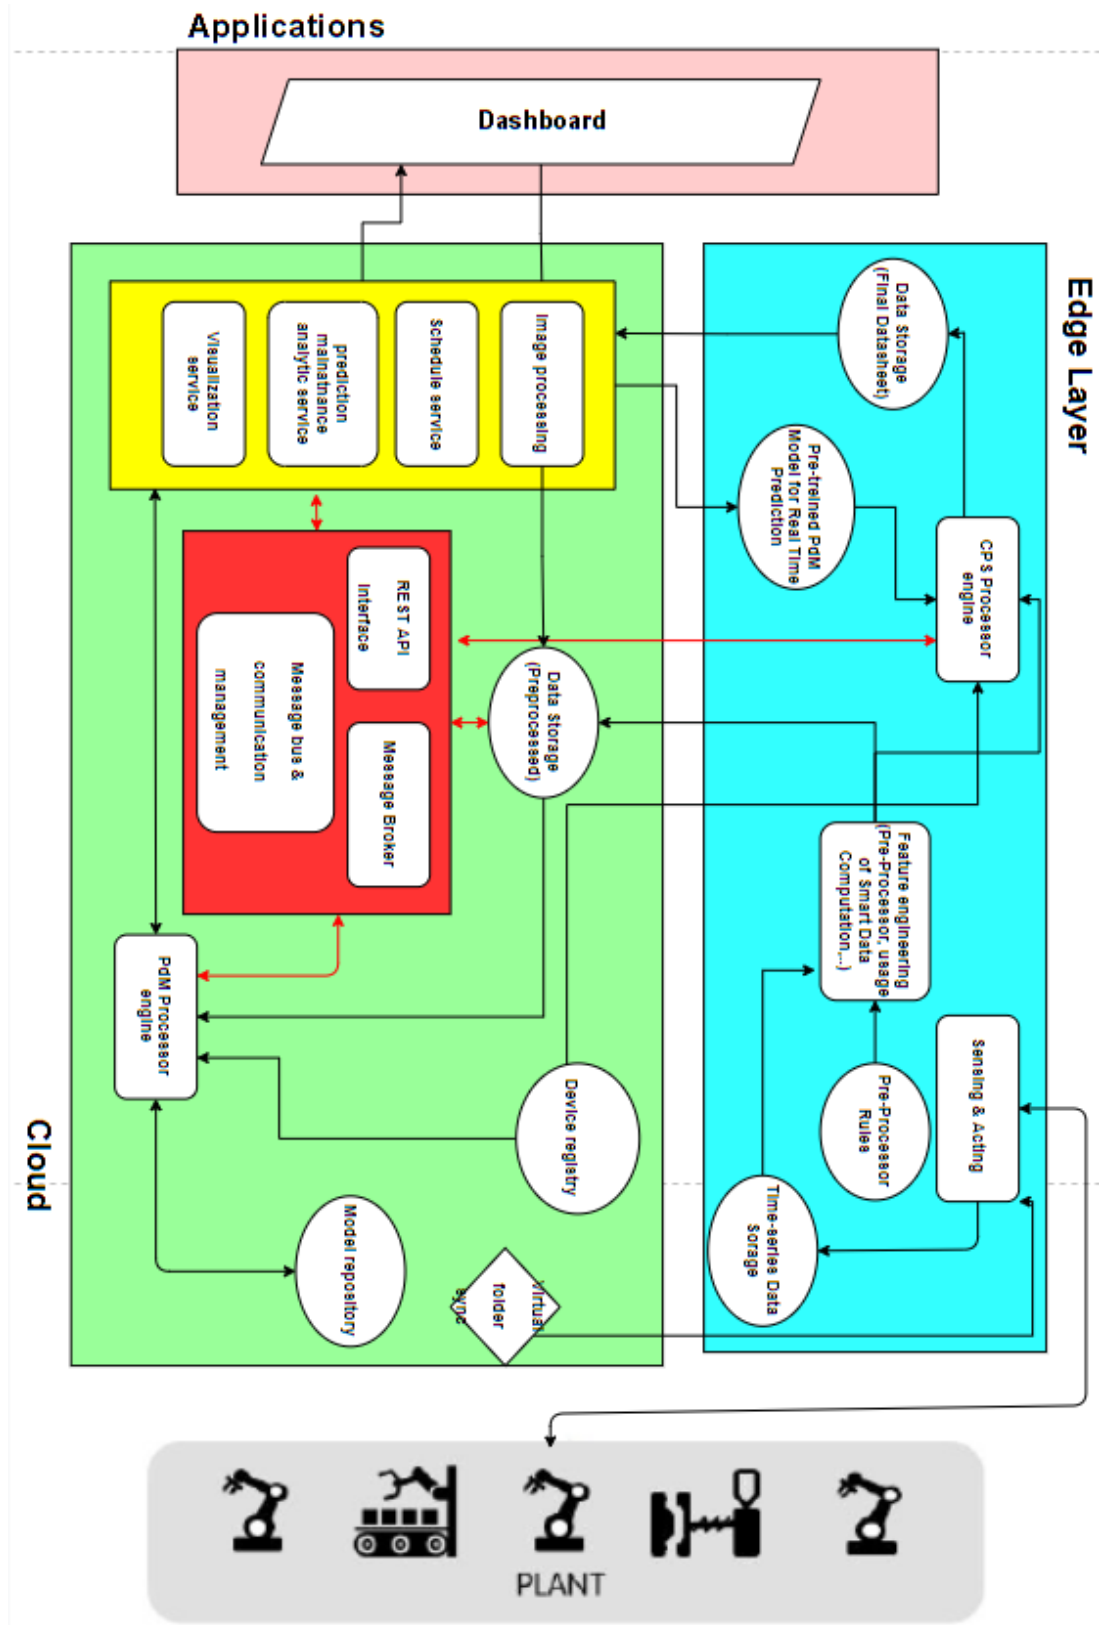 Applications
Dashboard
Edge Layer
Data Storage
(Final Datasheet)
Image processing
Schedule service
prediction
mainatnance
analytic service
Visualization
service
Pre-treined PdM
Model for Real Time
Prediction
CPS Processor
engine
REST API
Interface
Message bus &
communication
management
Message Broker
Data Storage
(Preprocessed)
Feature engineering
(Pre-Processor, usage
of Smart Data
Computation,..)
PdM Processor
engine
Device registry
Pre-Processor
Rules
Sensing & Acting
Cloud
Model repository
Virtual
folder
sync
Time-series Data
Sorage
PLANT